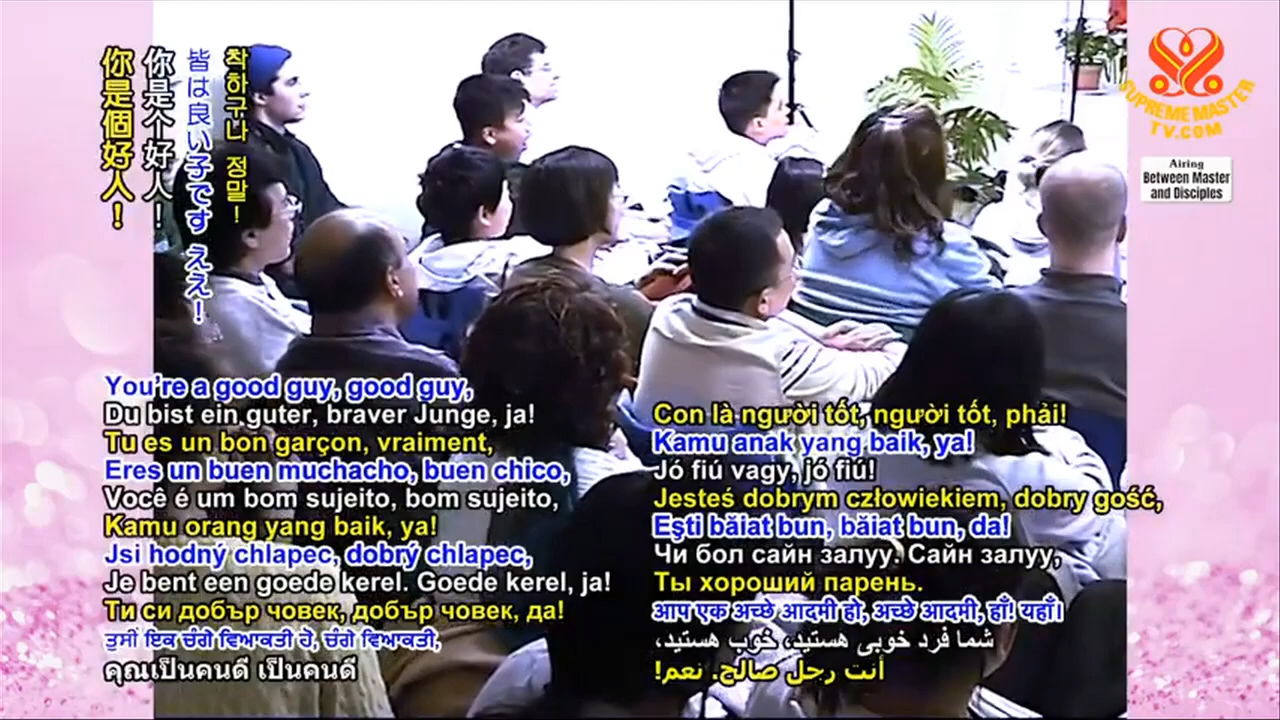 你是個好人！
你是个好人！
皆は良い子です ええ！
착하구나 정말！
SUPREME MASTER
TV.COM
Airing
Between Master
and Disciples
You're a good guy, good guy,
Du bist ein guter, braver Junge, ja!
Tu es un bon garçon, vraiment,
Eres un buen muchacho, buen chico,
Você é um bom sujeito, bom sujeito,
Kamu orang yang baik, ya!
Jsi hodný chlapec, dobrý chlapec,
Je bent een goede kerel. Goede kerel, ja!
Ти си добър човек, добър човек, да!
ਤੁਸੀਂ ਇਕ ਚੰਗੇ ਵਿਆਕਤੀ ਹੋ, ਚੰਗੇ ਵਿਆਕਤੀ,
คุณเป็นคนดี เป็นคนดี
Con là người tốt, người tốt, phải!
Kamu anak yang baik, ya!
Jó fiú vagy, jó fiú!
Jesteś dobrym człowiekiem, dobry gość,
Eşti băiat bun, băiat bun, da!
Чи бол сайн залуу. Сайн залуу,
Ты хороший парень.
आप एक अच्छे आदमी हो, अच्छे आदमी, हाँ! यहाँ।
شما فرد خوبی هستید، خوب هستید،
أنت رجل صالح. نعم!